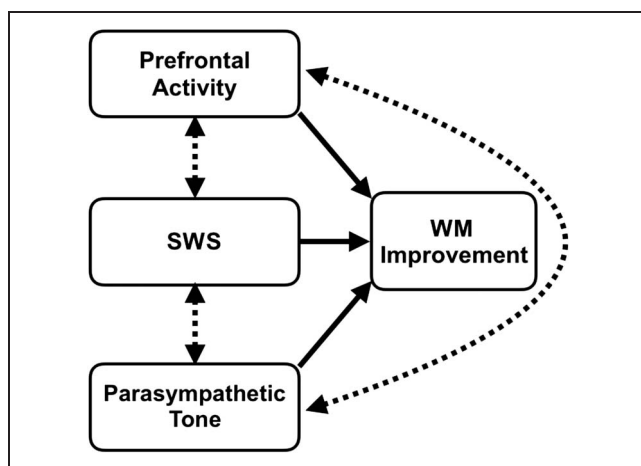 Prefrontal
Activity
SWS
WM
Improvement
Parasympathetic
Tone